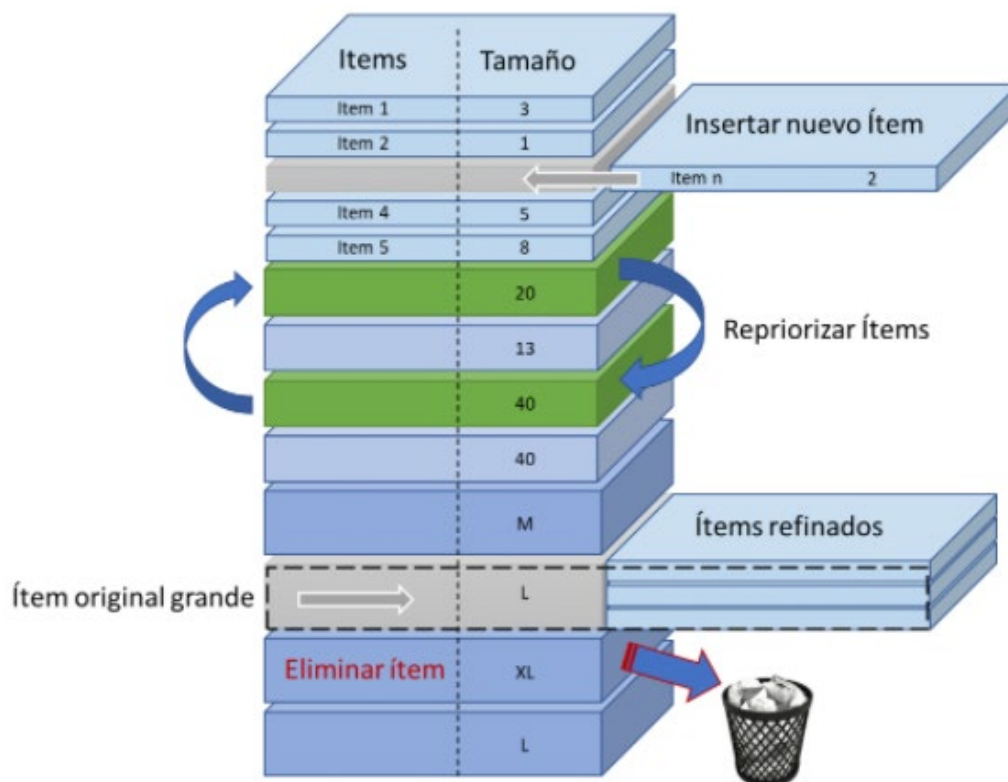 Items Tamaño
Item 1 3
Item 2 1
Insertar nuevo Ítem
Item n 2
Item 4 5
Item 5 8
20
Repriorizar Ítems
13
40
40
M
Ítems refinados
Ítem original grande L
Eliminar ítem XL
L